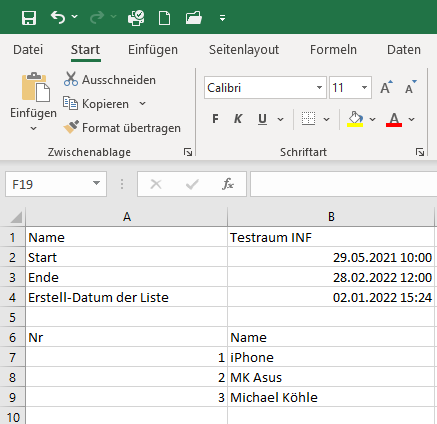 Datei Start Einfügen Seitenlayout Formeln Daten
Einfügen
Ausschneiden
Kopieren
Format übertragen
Zwischenablage
Calibri 11 A A
F K U A
Schriftart
F19 fx
A B
1 Name Testraum INF
2 Start 29.05.2021 10:00
3 Ende 28.02.2022 12:00
4 Erstell-Datum der Liste 02.01.2022 15:24
5
6 Nr Name
7 1 iPhone
8 2 MK Asus
9 3 Michael Köhle
10